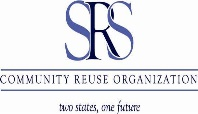 SRS
COMMUNITY REUSE ORGANIZATION
two states, one future